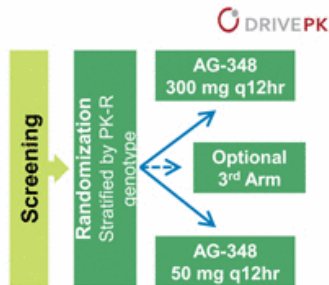 DRIVEPK
Screening
Randomization
Stratified by PK-R
genotype
AG-348
300 mg q12hr
Optional
3rd Arm
AG-348
50 mg q12hr